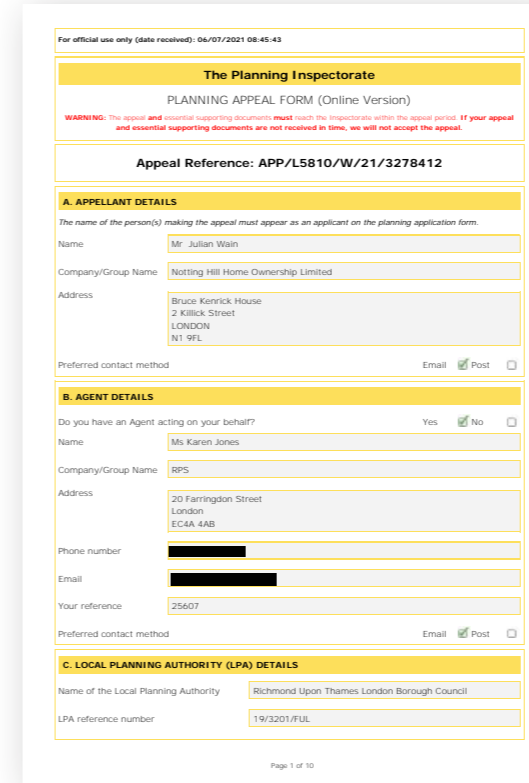 For official use only (date received): 06/07/2021 08:45:43
The Planning Inspectorate
PLANNING APPEAL FORM (Online Version)
WARNING: The appeal and essential supporting documents must reach the Inspectorate within the appeal period. If your appeal
and essential supporting documents are not received in time, we will not accept the appeal.
Appeal Reference: APP/L5810/W/21/3278412
A. APPELLANT DETAILS
The name of the person(s) making the appeal must appear as an applicant on the planning application form.
Name Mr Julian Wain
Company/Group Name Notting Hill Home Ownership Limited
Address Bruce Kenrick House
2 Killick Street
LONDON
N1 9FL
Preferred contact method Email Post
B. AGENT DETAILS
Do you have an Agent acting on your behalf? Yes No
Name Ms Karen Jones
Company/Group Name RPS
Address 20 Farringdon Street
London
EC4A 4AB
Phone number
Email
Your reference 25607
Preferred contact method Email Post
C. LOCAL PLANNING AUTHORITY (LPA) DETAILS
Name of the Local Planning Authority Richmond Upon Thames London Borough Council
LPA reference number 19/3201/FUL
Page 1 of 10